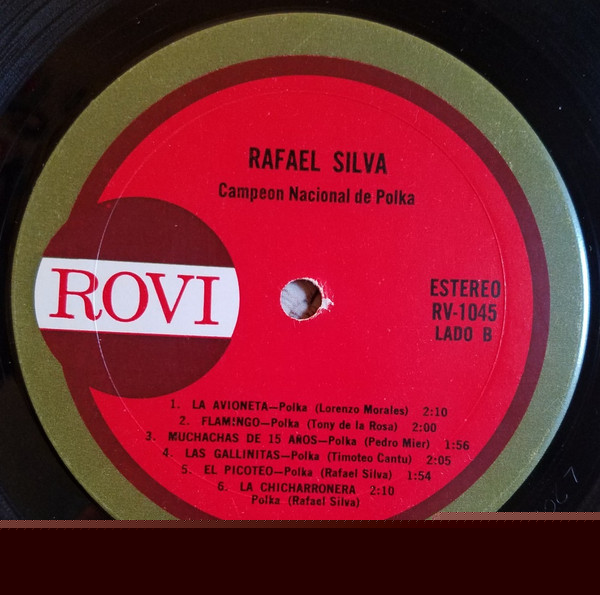 RAFAEL SILVA
Campeon Nacional de Polka
ROVI
ESTEREO
RV-1045
LADO B
1. LA AVIONETA—Polka (Lorenzo Morales) 2:10
2. FLAMINGO—Polka (Tony de la Rosa) 2:00
3. MUCHACHAS DE 15 AÑOS—Polka (Pedro Mier) 1:56
4. LAS GALLINITAS—Polka (Timoteo Cantu) 2:05
5. EL PICOTEO—Polka (Rafael Silva) 1:54
6. LA CHICHARRONERA 2:10
Polka (Rafael Silva)